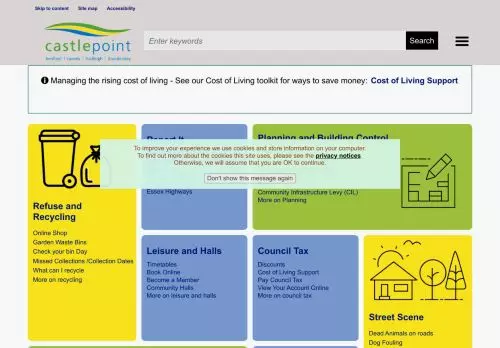 Skip to content Site map Accessibility
castlepoint
benfleet | canvey | hadleigh | thundersley
Enter keywords
Search
Managing the rising cost of living - See our Cost of Living toolkit for ways to save money: Cost of Living Support
Report It
Planning and Building Control
To improve your experience we use cookies and store information on your computer.
To find out more about the cookies this site uses, please see the privacy notices.
Otherwise, we will assume that you are OK to continue.
Don't show this message again
Essex Highways
Community Infrastructure Levy (CIL)
More on Planning
Refuse and
Recycling
Online Shop
Garden Waste Bins
Check your bin Day
Missed Collections /Collection Dates
What can I recycle
More on recycling
Leisure and Halls
Timetables
Book Online
Become a Member
Community Halls
More on leisure and halls
Council Tax
Discounts
Cost of Living Support
Pay Council Tax
View Your Account Online
More on council tax
Street Scene
Dead Animals on roads
Dog Fouling